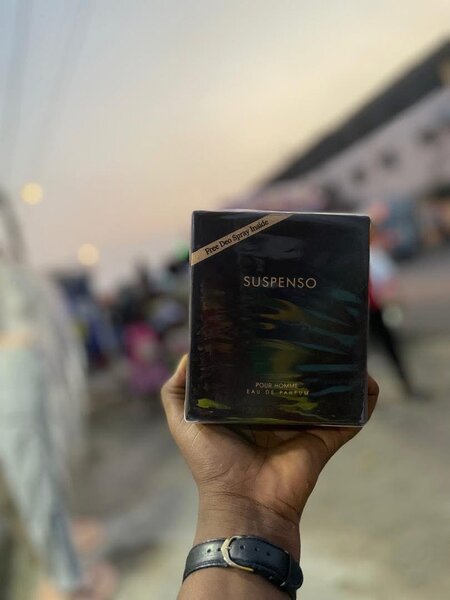 Free Deo Spray Inside
SUSPENSO
POUR HOMME
EAU DE PARFUM